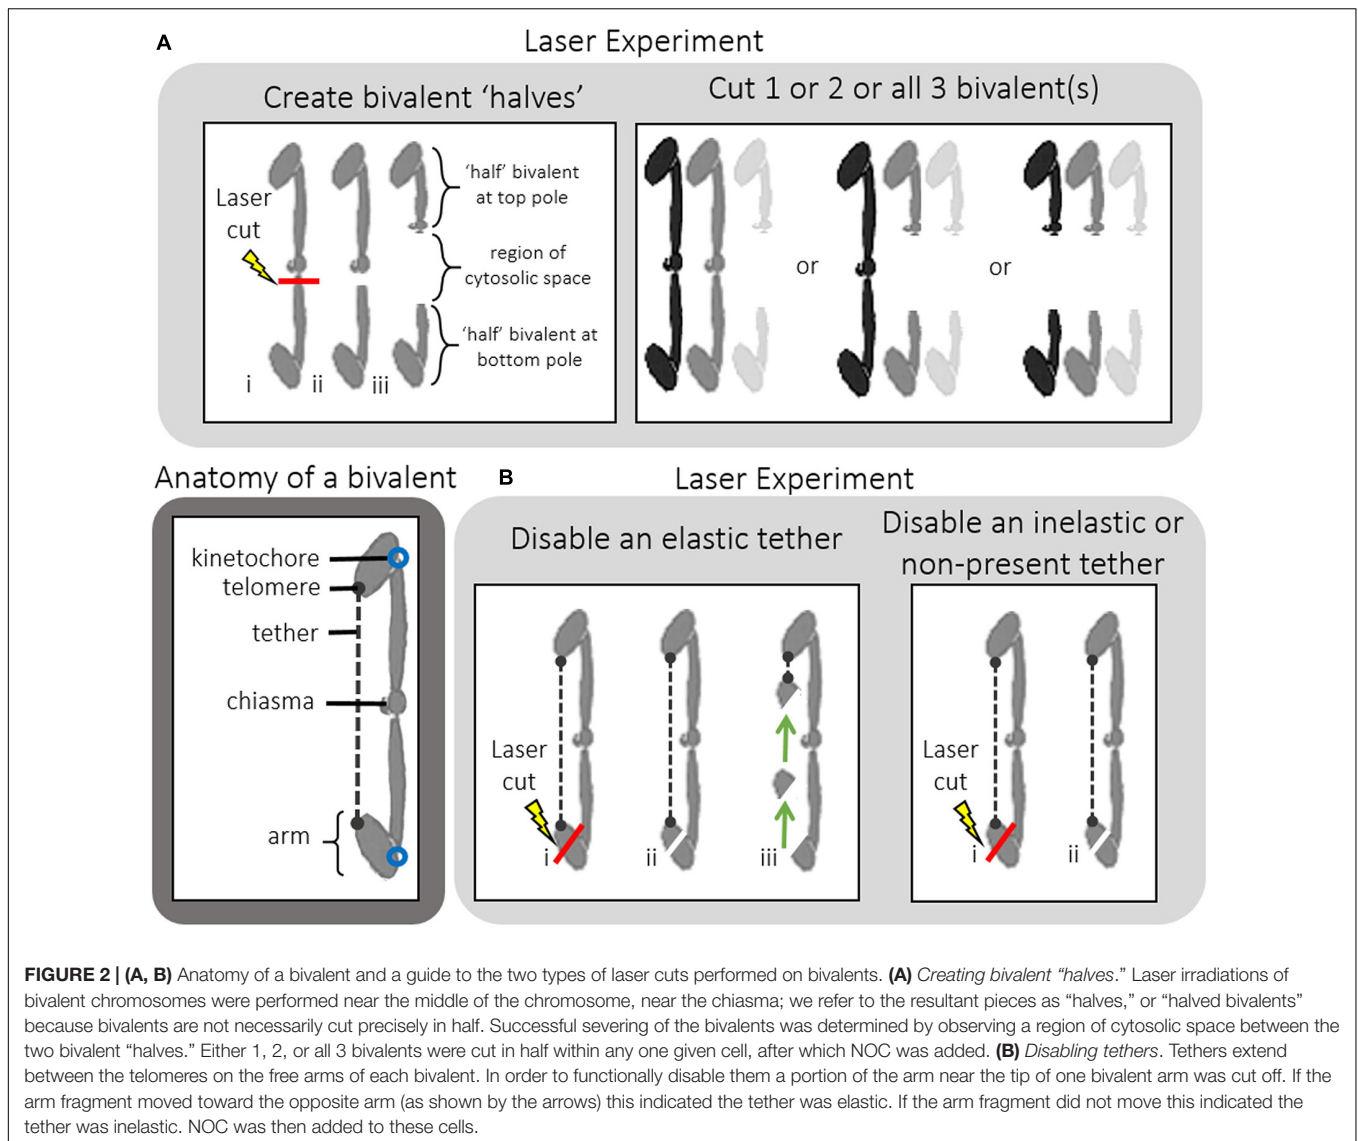 A
Laser Experiment
Create bivalent ‘halves’
Laser
cut
‘half’ bivalent
at top pole
region of
cytosolic space
‘half’ bivalent at
bottom pole
i
ii
iii
Cut 1 or 2 or all 3 bivalent(s)
or
or
Anatomy of a bivalent
kinetochore
telomere
tether
chiasma
arm
B
Laser Experiment
Disable an elastic tether
Laser
cut
i
ii
iii
Disable an inelastic or
non-present tether
Laser
cut
i
ii
FIGURE 2 | (A, B) Anatomy of a bivalent and a guide to the two types of laser cuts performed on bivalents. (A) Creating bivalent “halves.” Laser irradiations of
bivalent chromosomes were performed near the middle of the chromosome, near the chiasma; we refer to the resultant pieces as “halves,” or “halved bivalents”
because bivalents are not necessarily cut precisely in half. Successful severing of the bivalents was determined by observing a region of cytosolic space between the
two bivalent “halves.” Either 1, 2, or all 3 bivalents were cut in half within any one given cell, after which NOC was added. (B) Disabling tethers. Tethers extend
between the telomeres on the free arms of each bivalent. In order to functionally disable them a portion of the arm near the tip of one bivalent arm was cut off. If the
arm fragment moved toward the opposite arm (as shown by the arrows) this indicated the tether was elastic. If the arm fragment did not move this indicated the
tether was inelastic. NOC was then added to these cells.